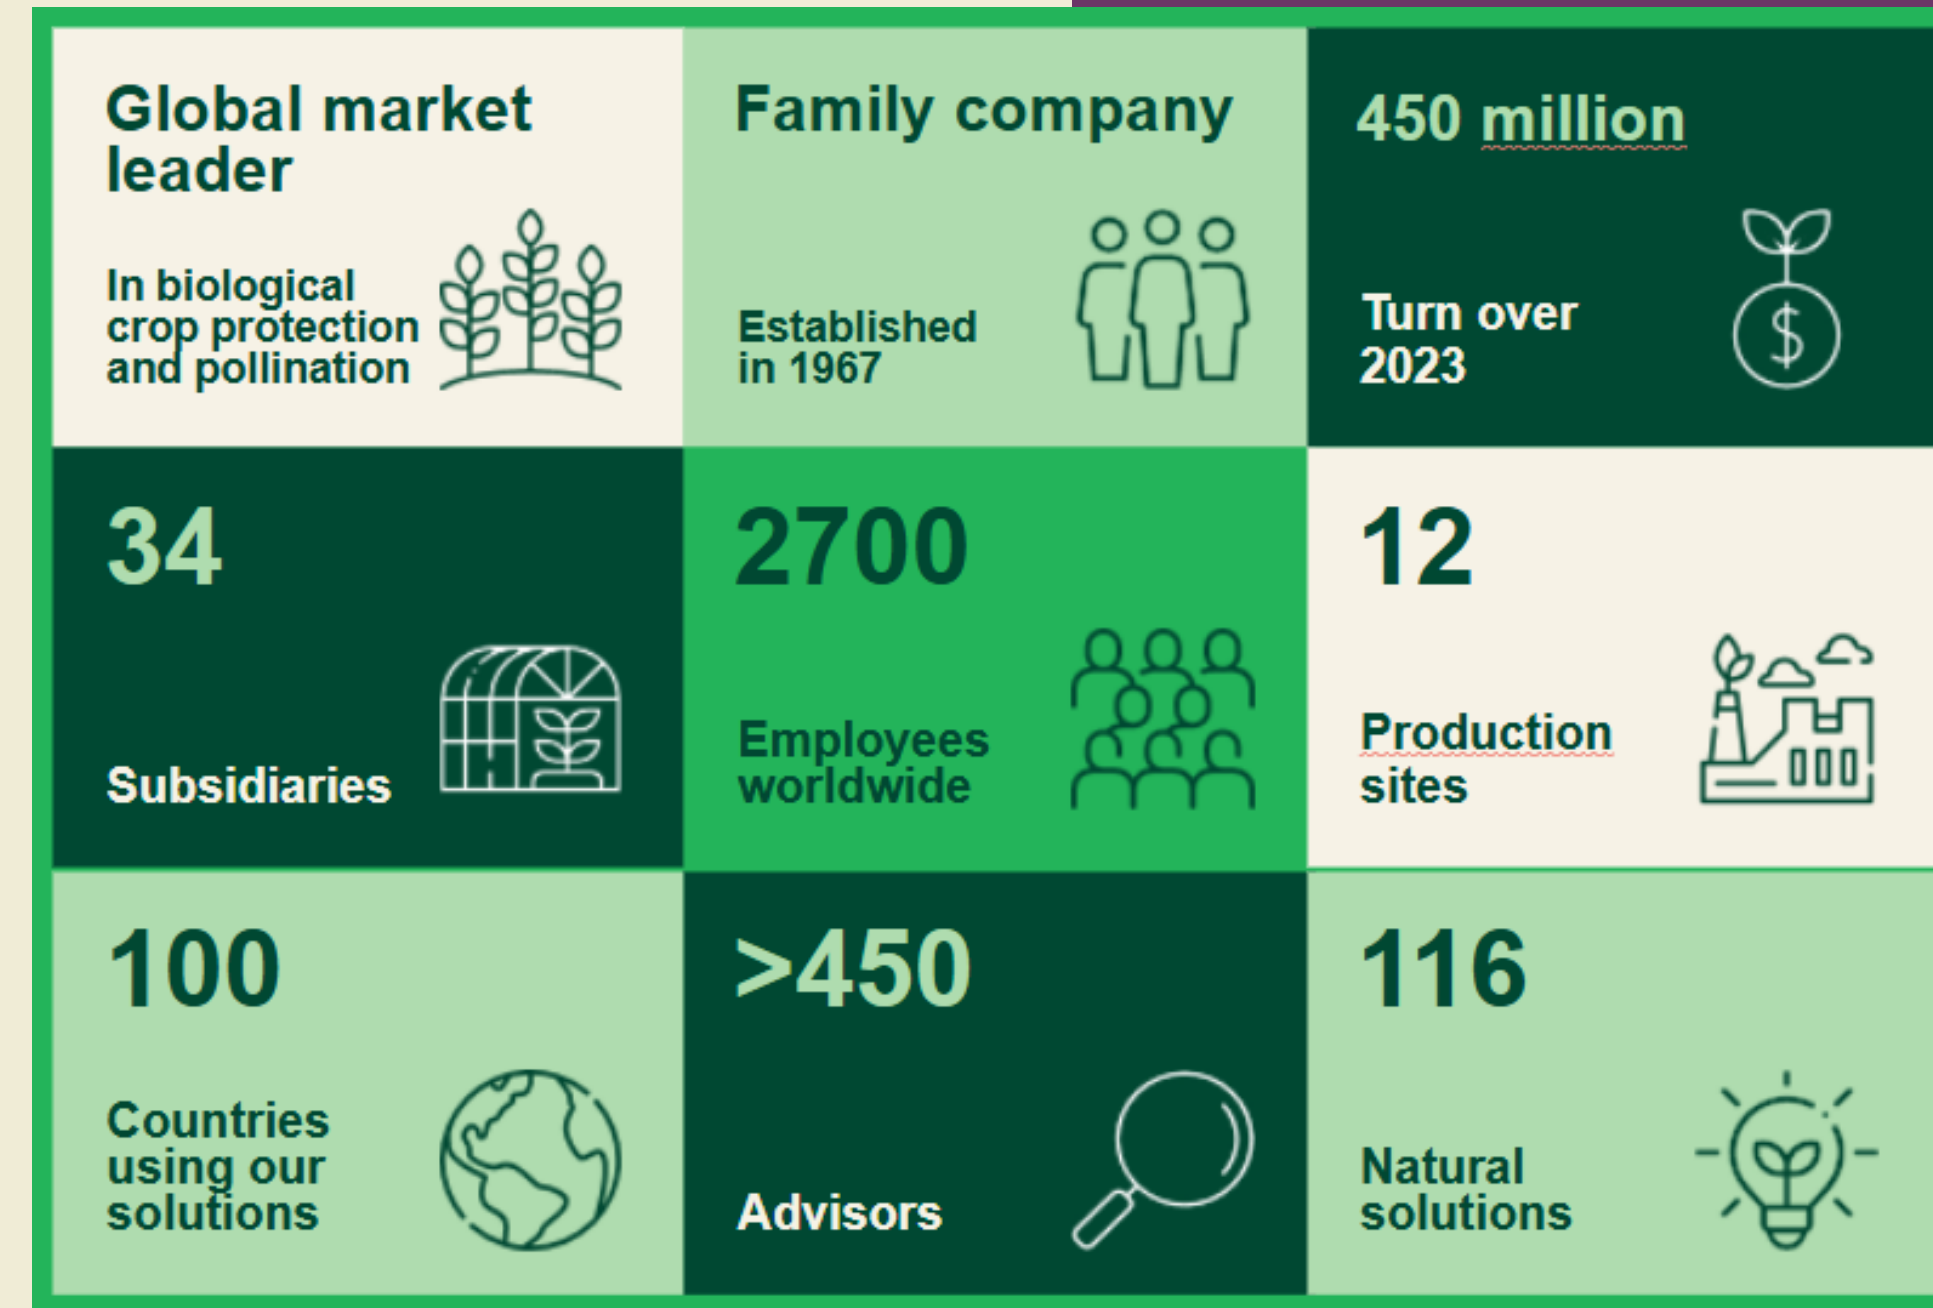 Global market
leader
In biological
crop protection
and pollination
Family company
Established
in 1967
450 million
Turn over
2023
34
Subsidiaries
2700
Employees
worldwide
12
Production
sites
100
Countries
using our
solutions
>450
Advisors
116
Natural
solutions